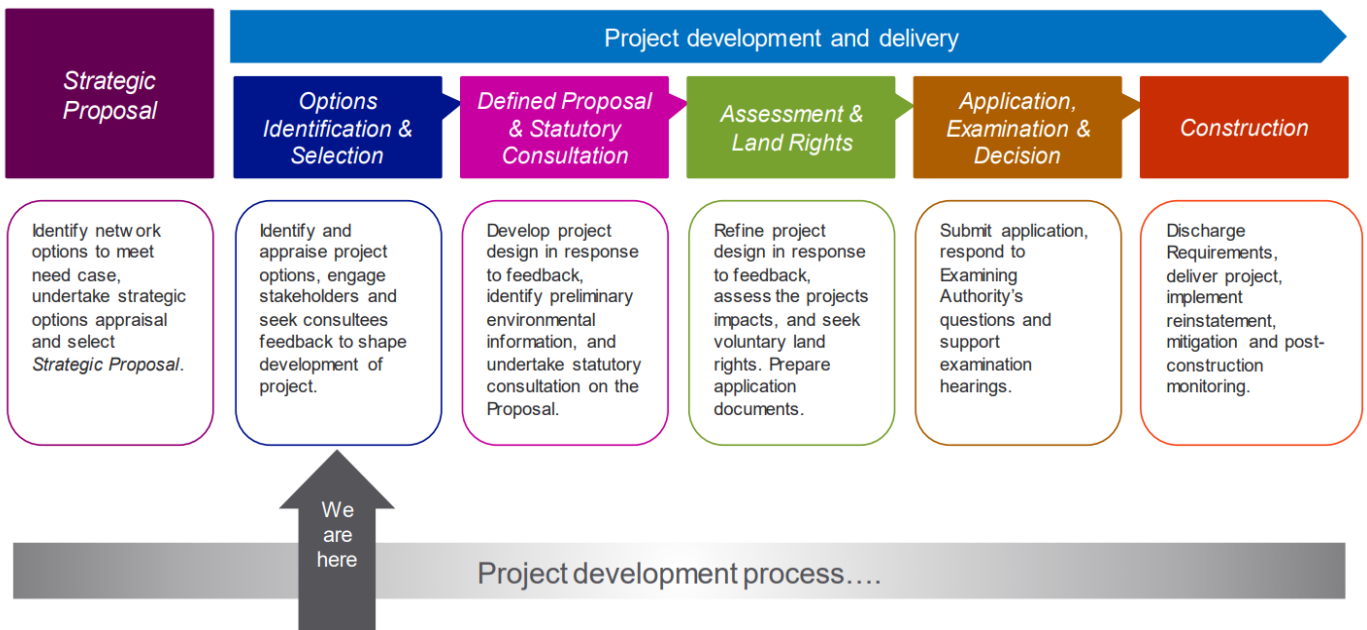 Project development and delivery
Strategic
Proposal
Options
Identification &
Selection
Defined Proposal
& Statutory
Consultation
Assessment &
Land Rights
Application,
Examination &
Decision
Construction
Identify network
options to meet
need case,
undertake strategic
options appraisal
and select
Strategic Proposal.
Identify and
appraise project
options, engage
stakeholders and
seek consultees
feedback to shape
development of
project.
Develop project
design in response
to feedback,
identify preliminary
environmental
information, and
undertake statutory
consultation on the
Proposal.
Refine project
design in response
to feedback,
assess the projects
impacts, and seek
voluntary land
rights. Prepare
application
documents.
Submit application,
respond to
Examining
Authority's
questions and
support
examination
hearings.
Discharge
Requirements,
deliver project,
implement
reinstatement,
mitigation and post-
construction
monitoring.
We
are
here
Project development process....